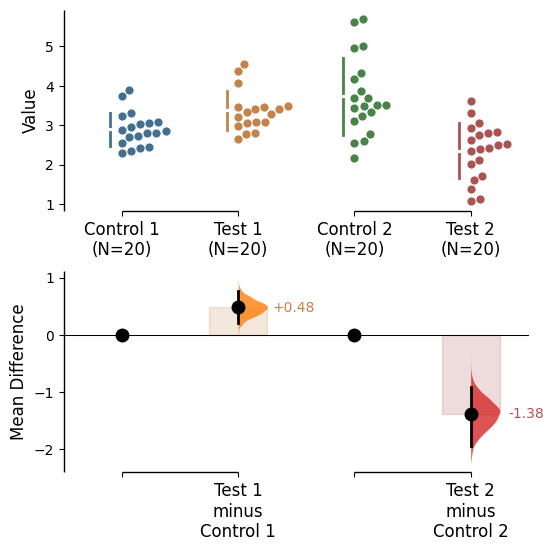 Value
5
4
3
2
1
Control 1
(N=20)
Test 1
(N=20)
Control 2
(N=20)
Test 2
(N=20)
Mean Difference
1
0
−1
−2
+0.48
-1.38
Test 1
minus
Control 1
Test 2
minus
Control 2